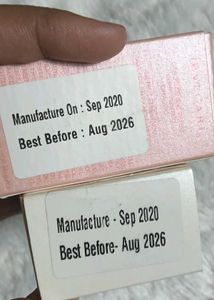 Manufacture On : Sep 2020
Best Before : Aug 2026
Manufacture - Sep 2020
Best Before- Aug 2026